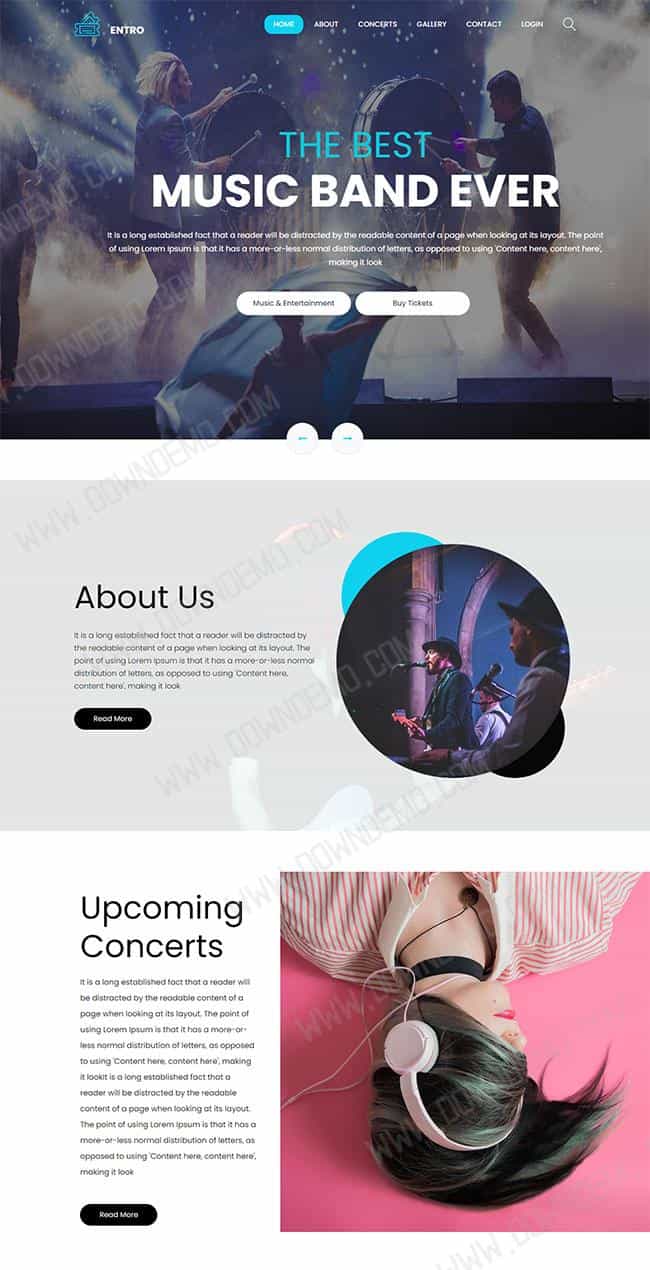 ENTRO
HOME ABOUT CONCERTS GALLERY CONTACT LOGIN
THE BEST
MUSIC BAND EVER
It is a long established fact that a reader will be distracted by the readable content of a page when looking at its layout. The point
of using Lorem Ipsum is that it has a more-or-less normal distribution of letters, as opposed to using 'Content here, content here',
making it look
Music & Entertainment
Buy Tickets
About Us
It is a long established fact that a reader will be distracted by
the readable content of a page when looking at its layout. The
point of using Lorem Ipsum is that it has a more-or-less normal
distribution of letters, as opposed to using 'Content here,
content here', making it look
Read More
Upcoming
Concerts
It is a long established fact that a reader will
be distracted by the readable content of a
page when looking at its layout. The point of
using Lorem Ipsum is that it has a more-or-
less normal distribution of letters, as opposed
to using 'Content here, content here', making
it lookIt is a long established fact that a
reader will be distracted by the readable
content of a page when looking at its layout.
The point of using Lorem Ipsum is that it has a
more-or-less normal distribution of letters, as
opposed to using 'Content here, content here',
making it look
Read More
WWW.DOWNDEMO.COM
WWW.DOWNDEMO.COM
WWW.DOWNDEMO.COM
WWW.DOWNDEMO.COM